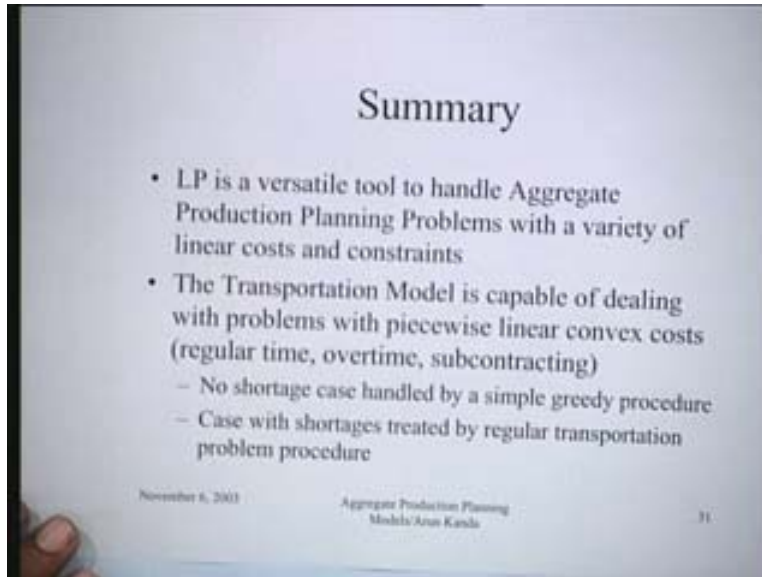 Summary
• LP is a versatile tool to handle Aggregate
Production Planning Problems with a variety of
linear costs and constraints
• The Transportation Model is capable of dealing
with problems with piecewise linear convex costs
(regular time, overtime, subcontracting)
– No shortage case handled by a simple greedy procedure
– Case with shortages treated by regular transportation
problem procedure
November 6, 2003
Aggregate Production Planning
Models/Arun Kanda
31